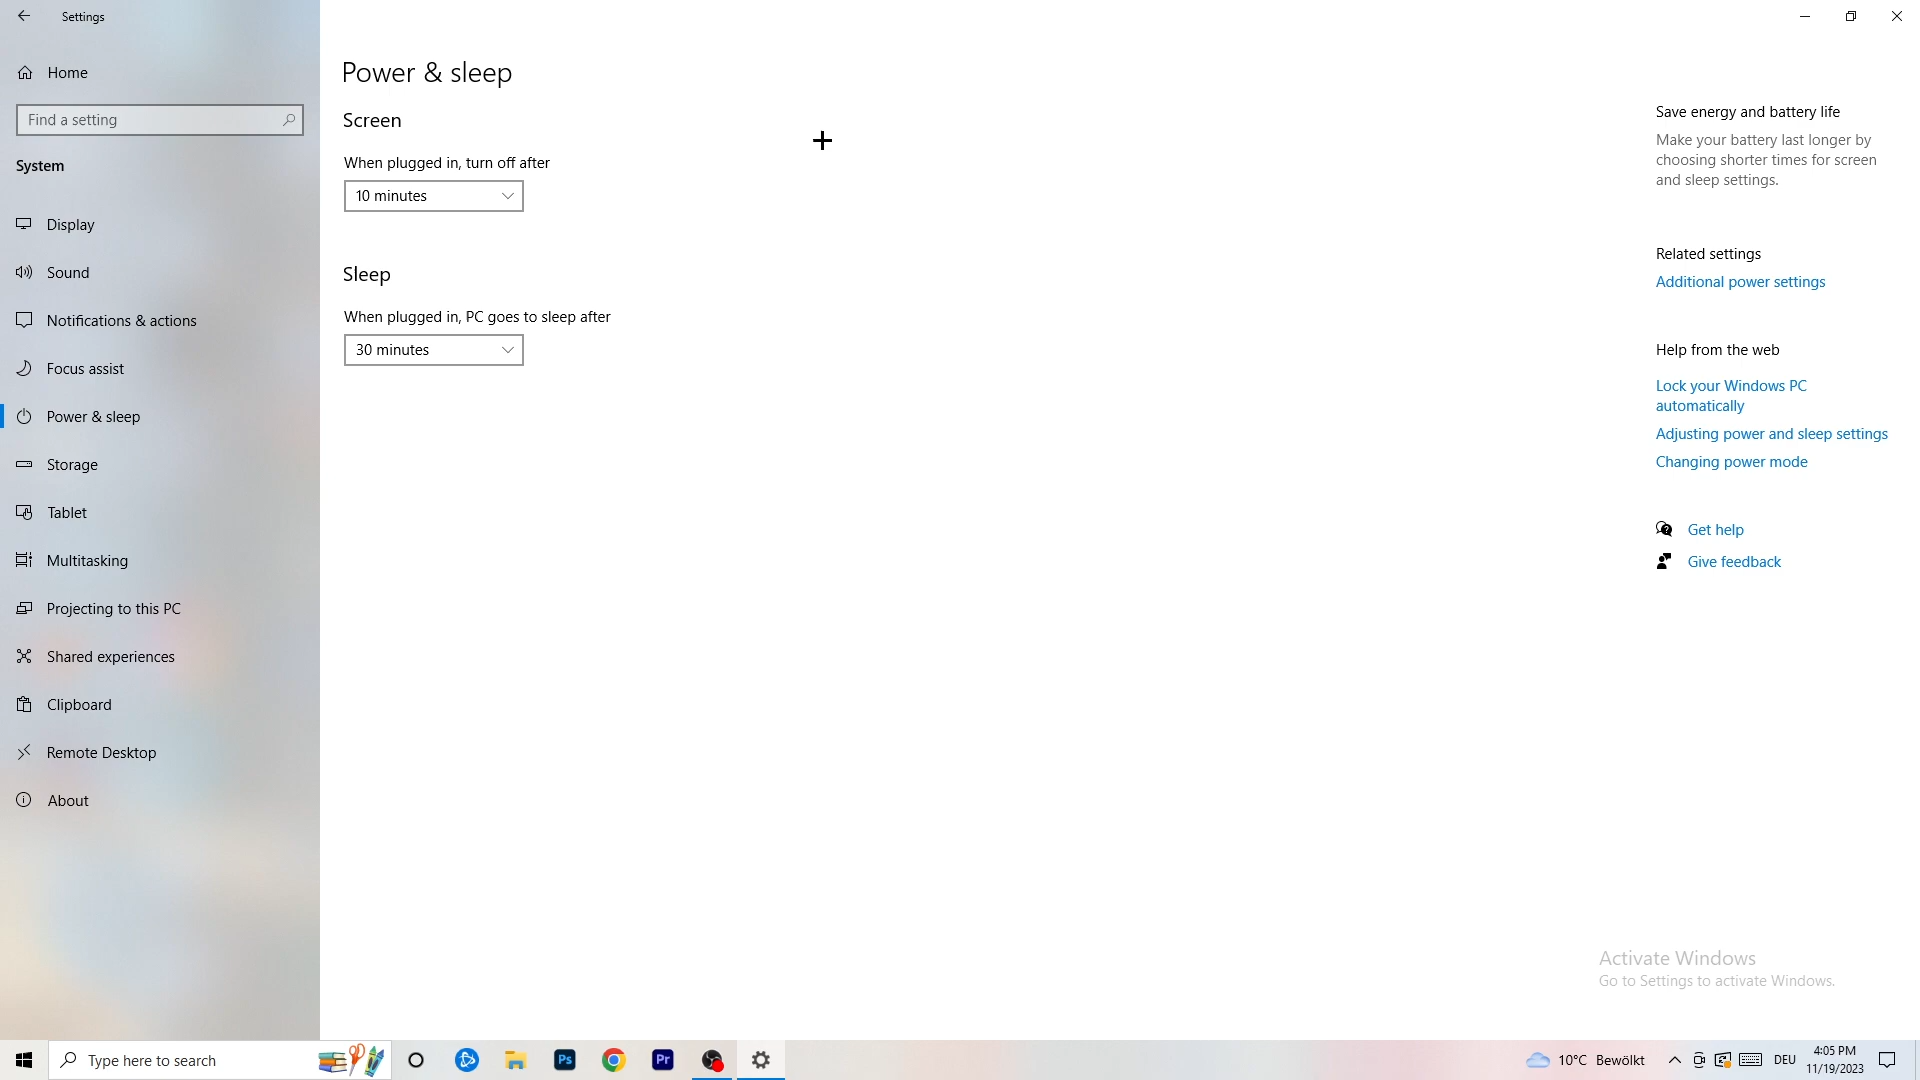 Settings
Home
Find a setting
System
Display
Sound
Notifications & actions
Focus assist
Power & sleep
Storage
Tablet
Multitasking
Projecting to this PC
Shared experiences
Clipboard
Remote Desktop
About
Power & sleep
Screen
When plugged in, turn off after
10 minutes
Sleep
When plugged in, PC goes to sleep after
30 minutes
Save energy and battery life
Make your battery last longer by
choosing shorter times for screen
and sleep settings.
Related settings
Additional power settings
Help from the web
Lock your Windows PC
automatically
Adjusting power and sleep settings
Changing power mode
Get help
Give feedback
Activate Windows
Go to Settings to activate Windows.
Type here to search
Ps
Pr
10°C Bewölkt
DEU
4:05 PM
11/19/2023